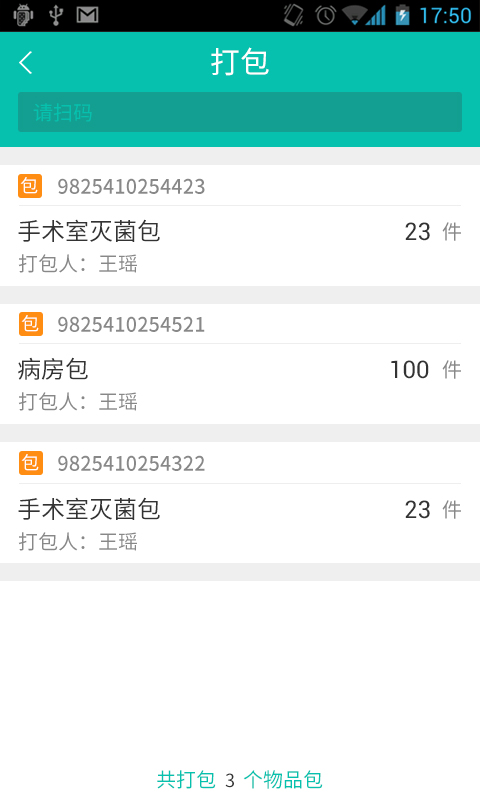 17:50
打包
请扫码
包 9825410254423
手术室灭菌包 23 件
打包人：王瑶
包 9825410254521
病房包 100 件
打包人：王瑶
包 9825410254322
手术室灭菌包 23 件
打包人：王瑶
共打包 3 个物品包